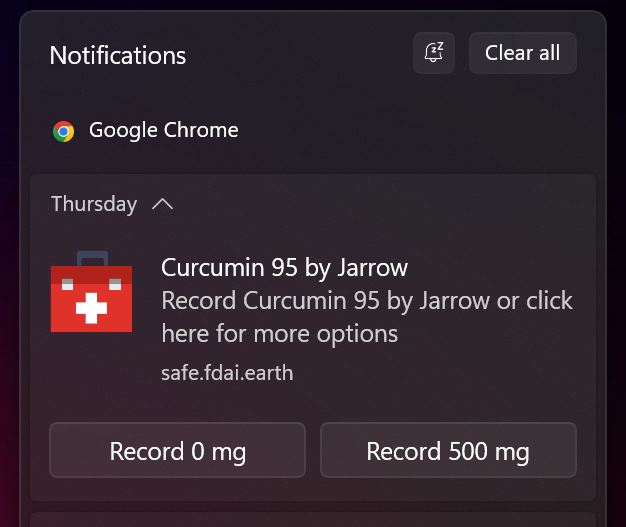 Notifications
Clear all
Google Chrome
Thursday
Curcumin 95 by Jarrow
Record Curcumin 95 by Jarrow or click
here for more options
safe.fdai.earth
Record 0 mg
Record 500 mg